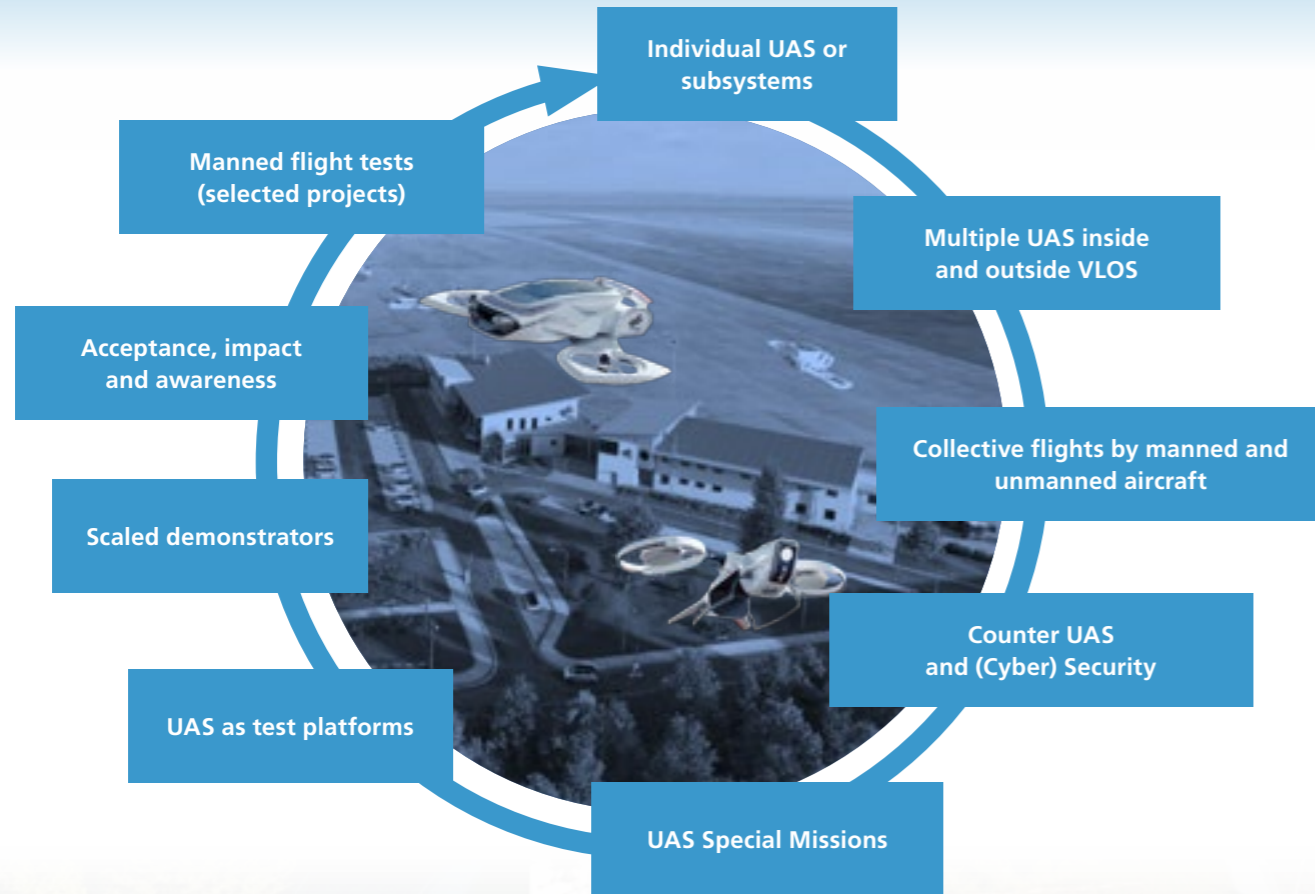 Individual UAS or
subsystems
Multiple UAS inside
and outside VLOS
Collective flights by manned and
unmanned aircraft
Counter UAS
and (Cyber) Security
UAS Special Missions
UAS as test platforms
Scaled demonstrators
Acceptance, impact
and awareness
Manned flight tests
(selected projects)